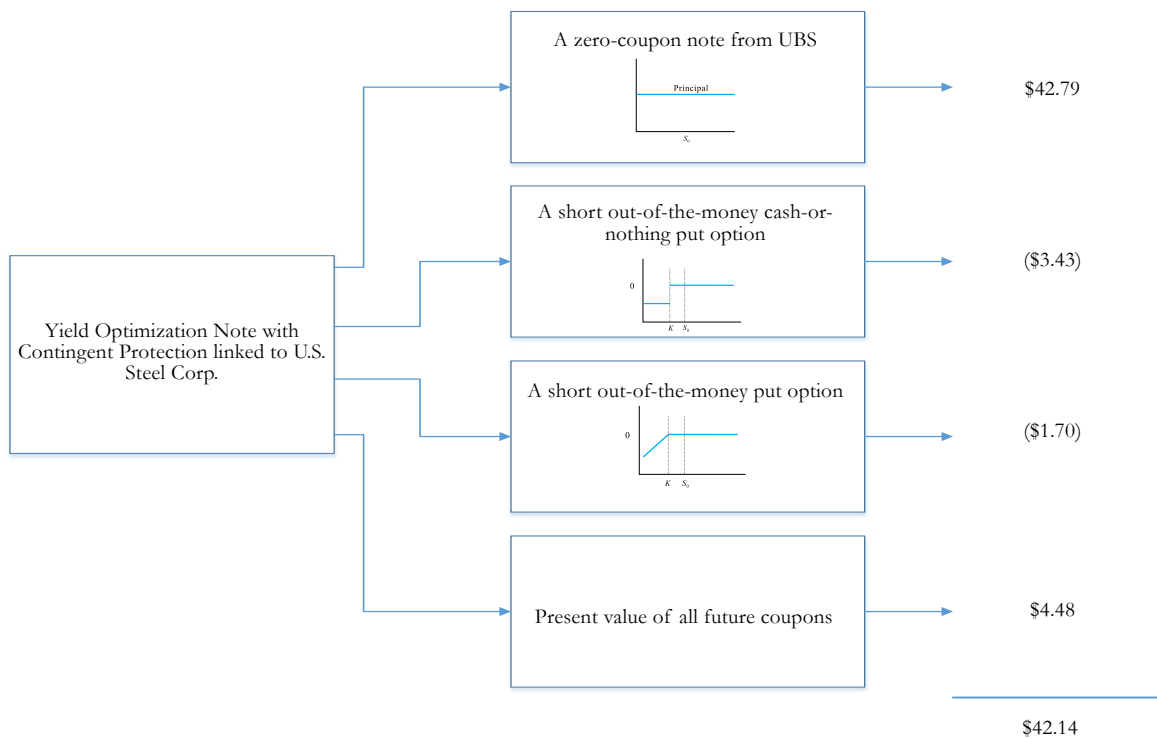 A zero-coupon note from UBS
Principal
S₀
$42.79
A short out-of-the-money cash-or-
nothing put option
0
K
S₀
($3.43)
Yield Optimization Note with
Contingent Protection linked to U.S.
Steel Corp.
A short out-of-the-money put option
0
K
S₀
($1.70)
Present value of all future coupons
$4.48
$42.14